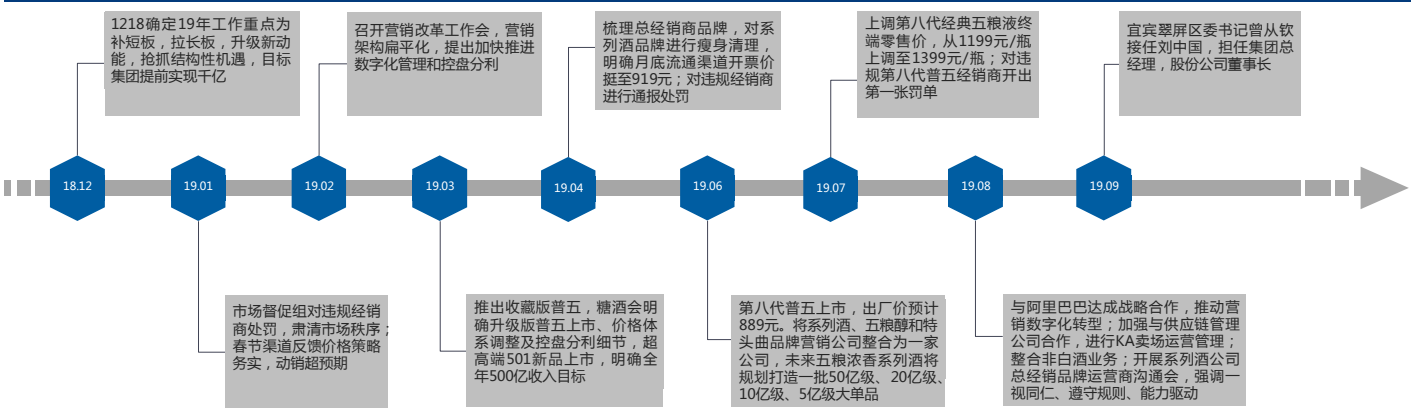 1218确定19年工作重点为
补短板，拉长板，升级新动
能，抢抓结构性机遇，目标
集团提前实现千亿
召开营销改革工作会，营销
架构扁平化，提出加快推进
数字化管理和控盘分利
梳理总经销商品牌，对系
列酒品牌进行瘦身清理，
明确月底流通渠道开票价
挺至919元；对违规经销商
进行通报处罚
上调第八代经典五粮液终
端零售价，从1199元/瓶
上调至1399元/瓶；对违
规第八代普五经销商开出
第一张罚单
宜宾翠屏区委书记曾从钦
接任刘中国，担任集团总
经理，股份公司董事长
18.12
19.01
19.02
19.03
19.04
19.06
19.07
19.08
19.09
市场督促组对违规经销
商处罚，肃清市场秩序；
春节渠道反馈价格策略
务实，动销超预期
推出收藏版普五，糖酒会明
确升级版普五上市、价格体
系调整及控盘分利细节，超
高端501新品上市，明确全
年500亿收入目标
第八代普五上市，出厂价预计
889元。将系列酒、五粮醇和特
头曲品牌营销公司整合为一家
公司，未来五粮浓香系列酒将
规划打造一批50亿级、20亿级、
10亿级、5亿级大单品
与阿里巴巴达成战略合作，推动营
销数字化转型；加强与供应链管理
公司合作，进行KA卖场运营管理；
整合非白酒业务；开展系列酒公司
总经销品牌运营商沟通会，强调一
视同仁、遵守规则、能力驱动